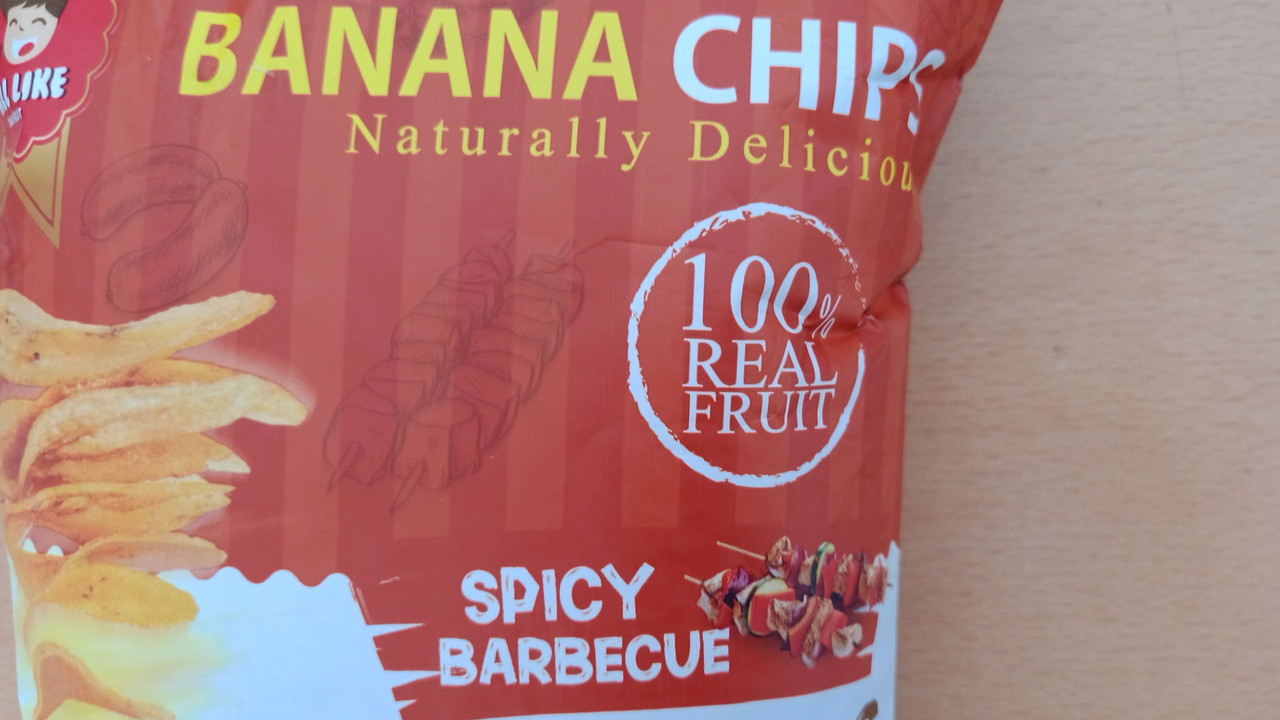 BANANA CHIPS
Naturally Deliciou
LIKE
100%
REAL
FRUIT
SPICY
BARBECUE